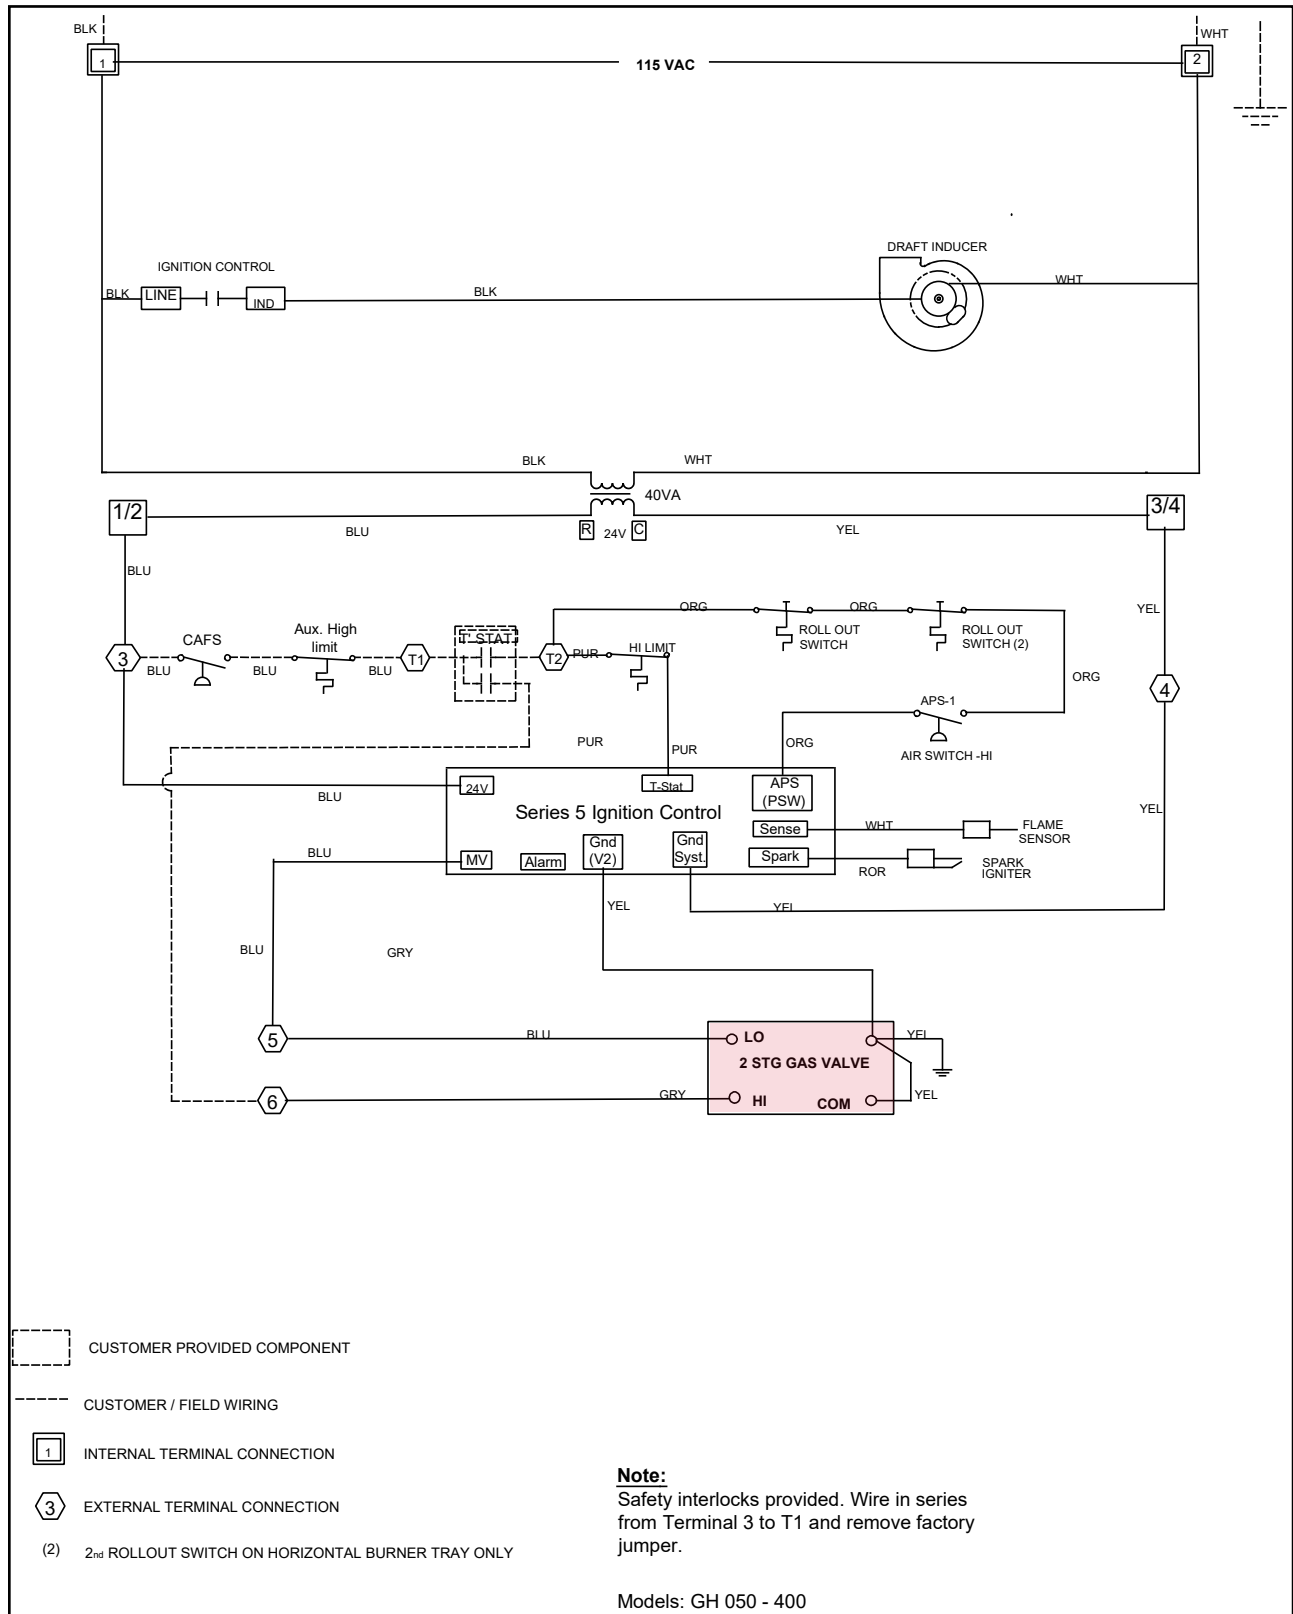 BLK
WHT
1
115 VAC
2
DRAFT INDUCER
IGNITION CONTROL
BLK
LINE
IND
BLK
WHT
BLK
WHT
40VA
1/2
3/4
BLU
R
24V
C
YEL
BLU
ORG
ORG
YEL
CAFS
Aux. High
limit
T' STAT
ROLL OUT
SWITCH
ROLL OUT
SWITCH (2)
HI LIMIT
3
BLU
BLU
BLU
T1
T2
PUR
ORG
4
APS-1
PUR
PUR
ORG
AIR SWITCH -HI
24V
T-Stat
APS
(PSW)
BLU
Series 5 Ignition Control
YEL
Sense
WHT
FLAME
SENSOR
Gnd
(V2)
Gnd
Syst.
BLU
MV
Alarm
Spark
ROR
SPARK
IGNITER
YEL
YEL
BLU
GRY
5
BLU
LO
YEL
2 STG GAS VALVE
6
GRY
HI
COM
YEL
CUSTOMER PROVIDED COMPONENT
CUSTOMER / FIELD WIRING
1
INTERNAL TERMINAL CONNECTION
3
EXTERNAL TERMINAL CONNECTION
(2)
2nd ROLLOUT SWITCH ON HORIZONTAL BURNER TRAY ONLY
Note:
Safety interlocks provided. Wire in series
from Terminal 3 to T1 and remove factory
jumper.
Models: GH 050 - 400